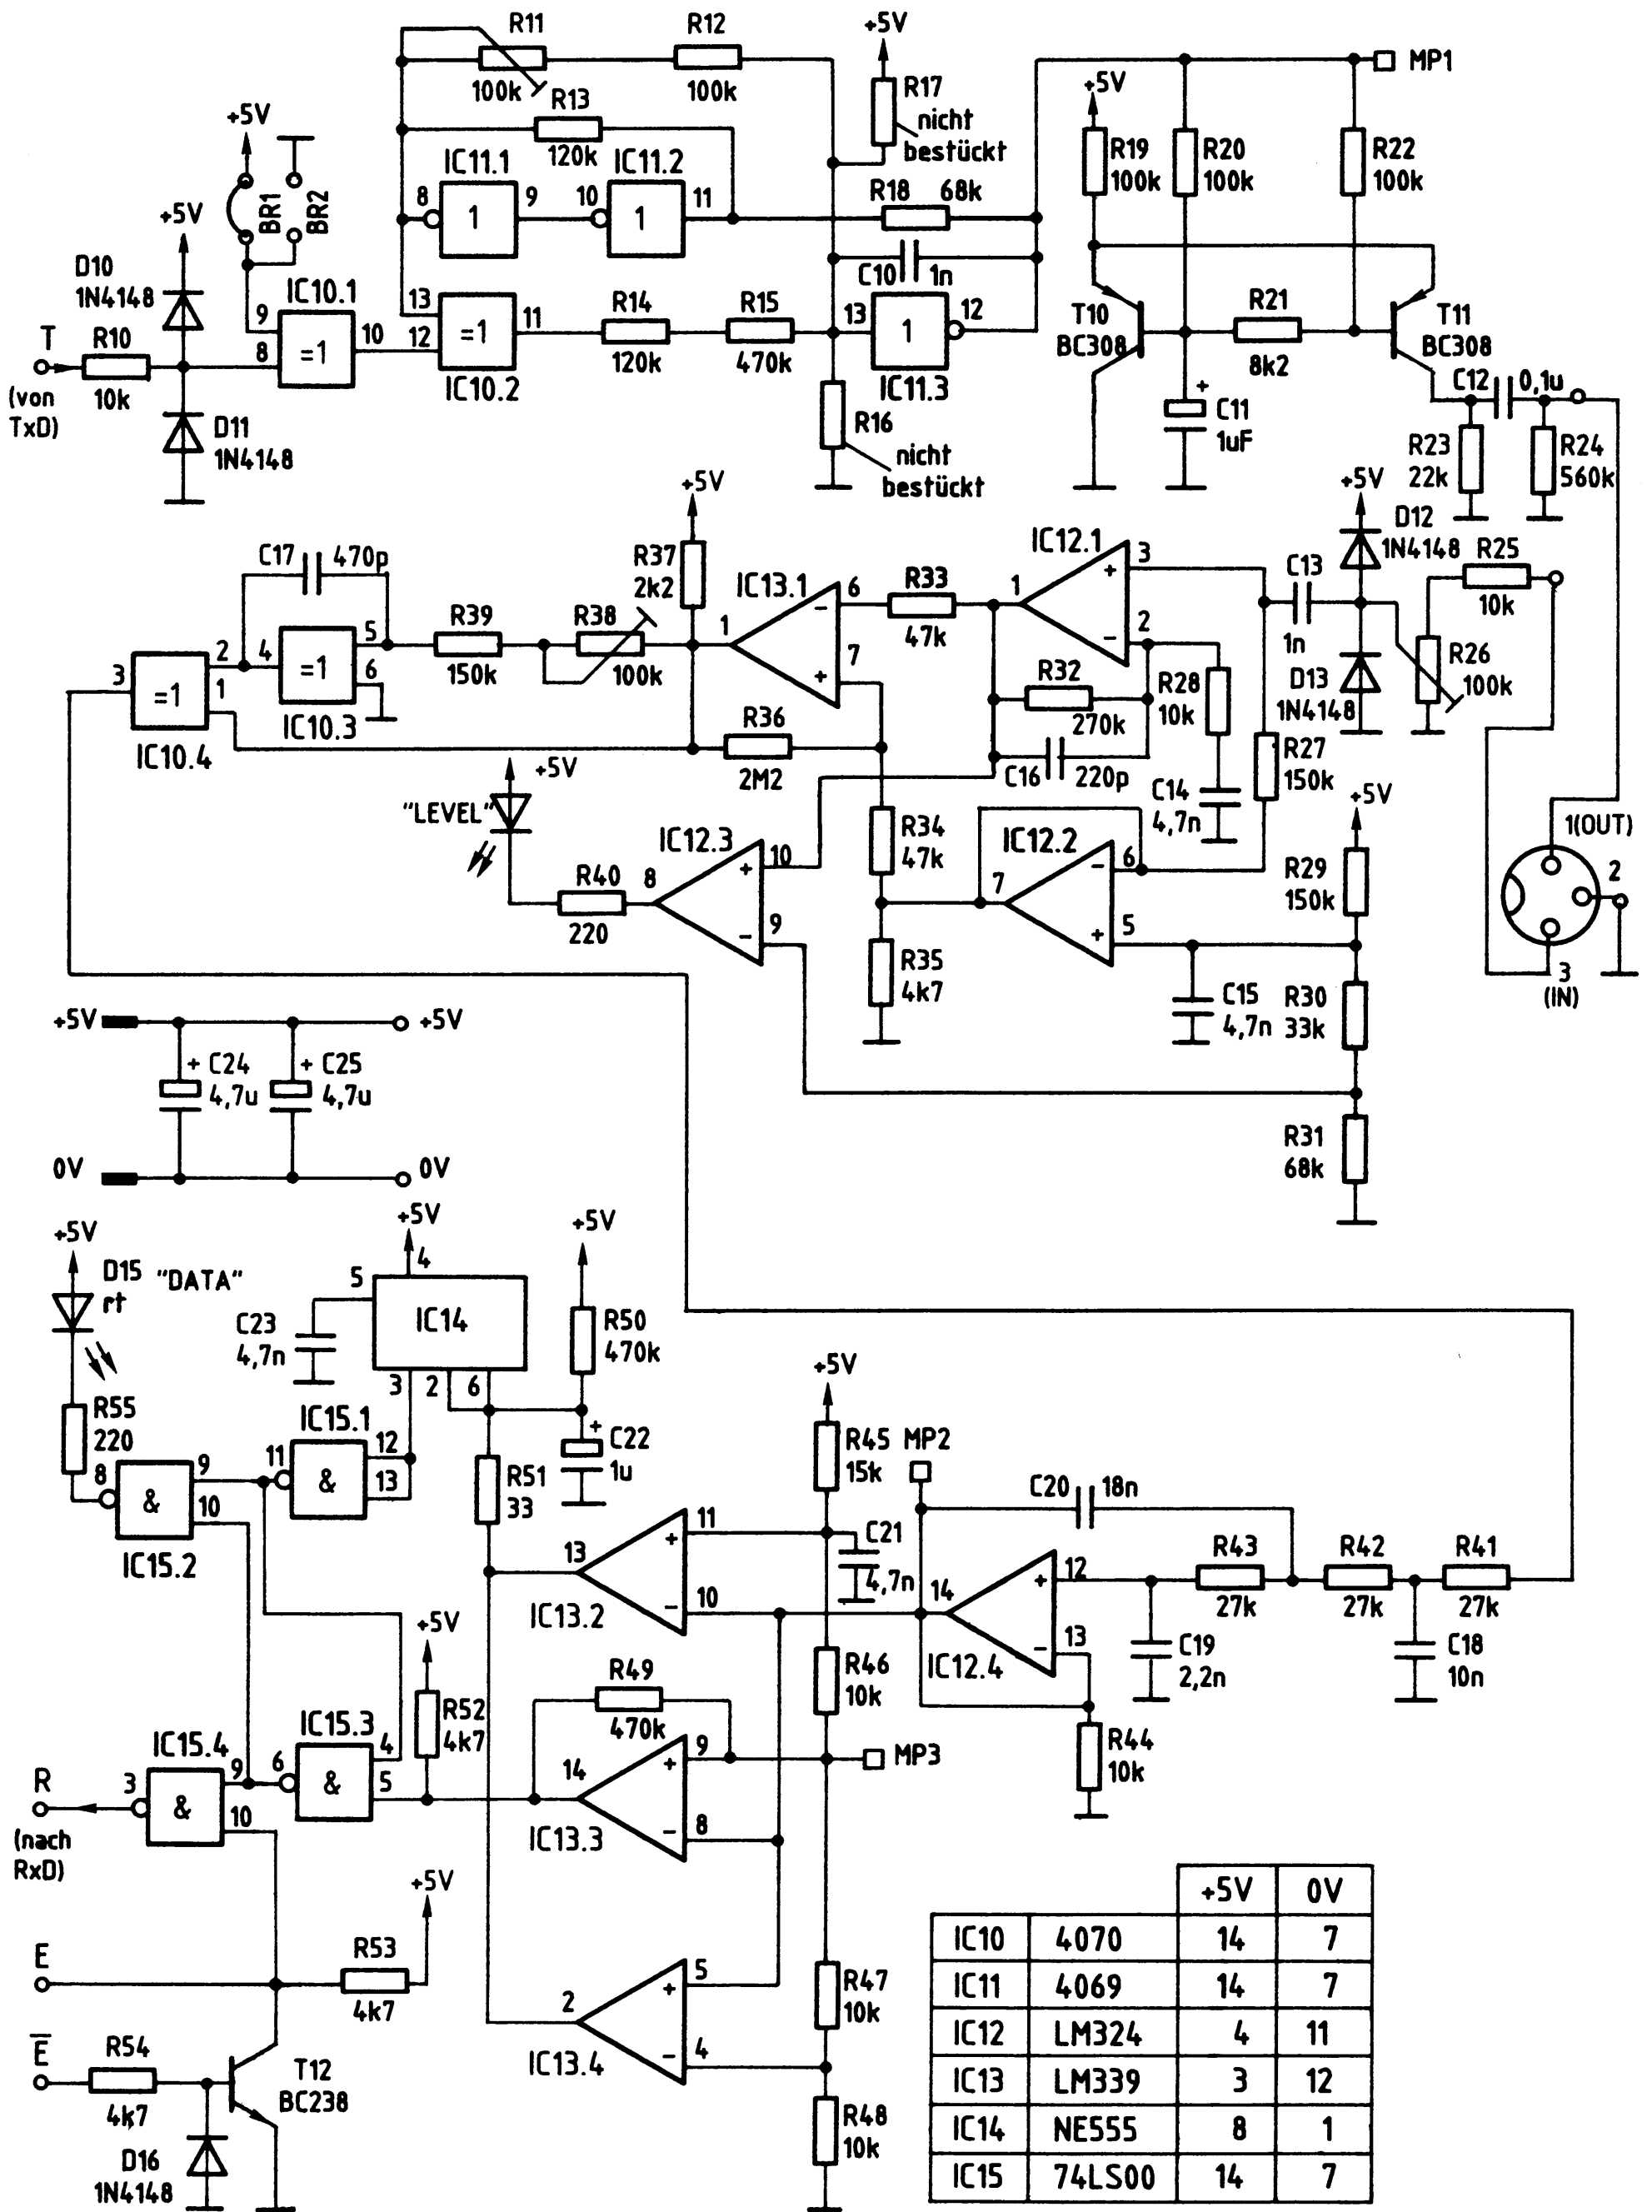 R11
100k
R12
100k
+5V
R17
nicht
bestückt
MP1
+5V
R13
120k
+5V
BR1
BR2
IC11.1
8
1
9
IC11.2
10
1
11
R18
68k
R19
100k
R20
100k
R22
100k
+5V
D10
1N4148
T
(von
TxD)
R10
10k
D11
1N4148
IC10.1
9
8
=1
10
13
12
=1
11
IC10.2
R14
120k
R15
470k
C10
1n
13
1
12
IC11.3
R16
nicht
bestückt
T10
BC308
R21
8k2
T11
BC308
+
C11
1uF
C12
0,1u
R23
22k
R24
560k
+5V
D12
1N4148
R25
10k
C17
470p
+5V
R37
2k2
IC13.1
6
-
7
+
1
R33
47k
IC12.1
1
3
+
2
-
C13
1n
R26
100k
D13
1N4148
3
=1
2
1
IC10.4
4
=1
5
6
IC10.3
R39
150k
R38
100k
R36
2M2
R32
270k
C16
220p
R28
10k
C14
4,7n
R27
150k
+5V
"LEVEL"
R40
220
IC12.3
8
10
+
9
-
R34
47k
R35
4k7
IC12.2
7
6
-
5
+
C15
4,7n
+5V
R29
150k
R30
33k
R31
68k
1(OUT)
2
3
(IN)
+5V
+5V
+ C24
4,7u
+ C25
4,7u
0V
0V
+5V
D15
rt
"DATA"
R55
220
+5V
4
5
IC14
3
2
6
C23
4,7n
+5V
R50
470k
+
C22
1u
R51
33
IC15.1
11
&
12
13
8
&
9
10
IC15.2
+5V
R45
15k
MP2
C20
18n
R43
27k
R42
27k
R41
27k
C21
4,7n
13
11
+
10
-
IC13.2
14
12
+
13
-
IC12.4
C19
2,2n
C18
10n
R44
10k
+5V
R52
4k7
R49
470k
R46
10k
MP3
IC15.4
R
(nach
RxD)
3
&
9
10
IC15.3
6
&
4
5
14
9
+
8
-
IC13.3
+5V
R53
4k7
E
E̅
R54
4k7
T12
BC238
D16
1N4148
2
5
+
4
-
IC13.4
R47
10k
R48
10k
+5V 0V
IC10 4070 14 7
IC11 4069 14 7
IC12 LM324 4 11
IC13 LM339 3 12
IC14 NE555 8 1
IC15 74LS00 14 7